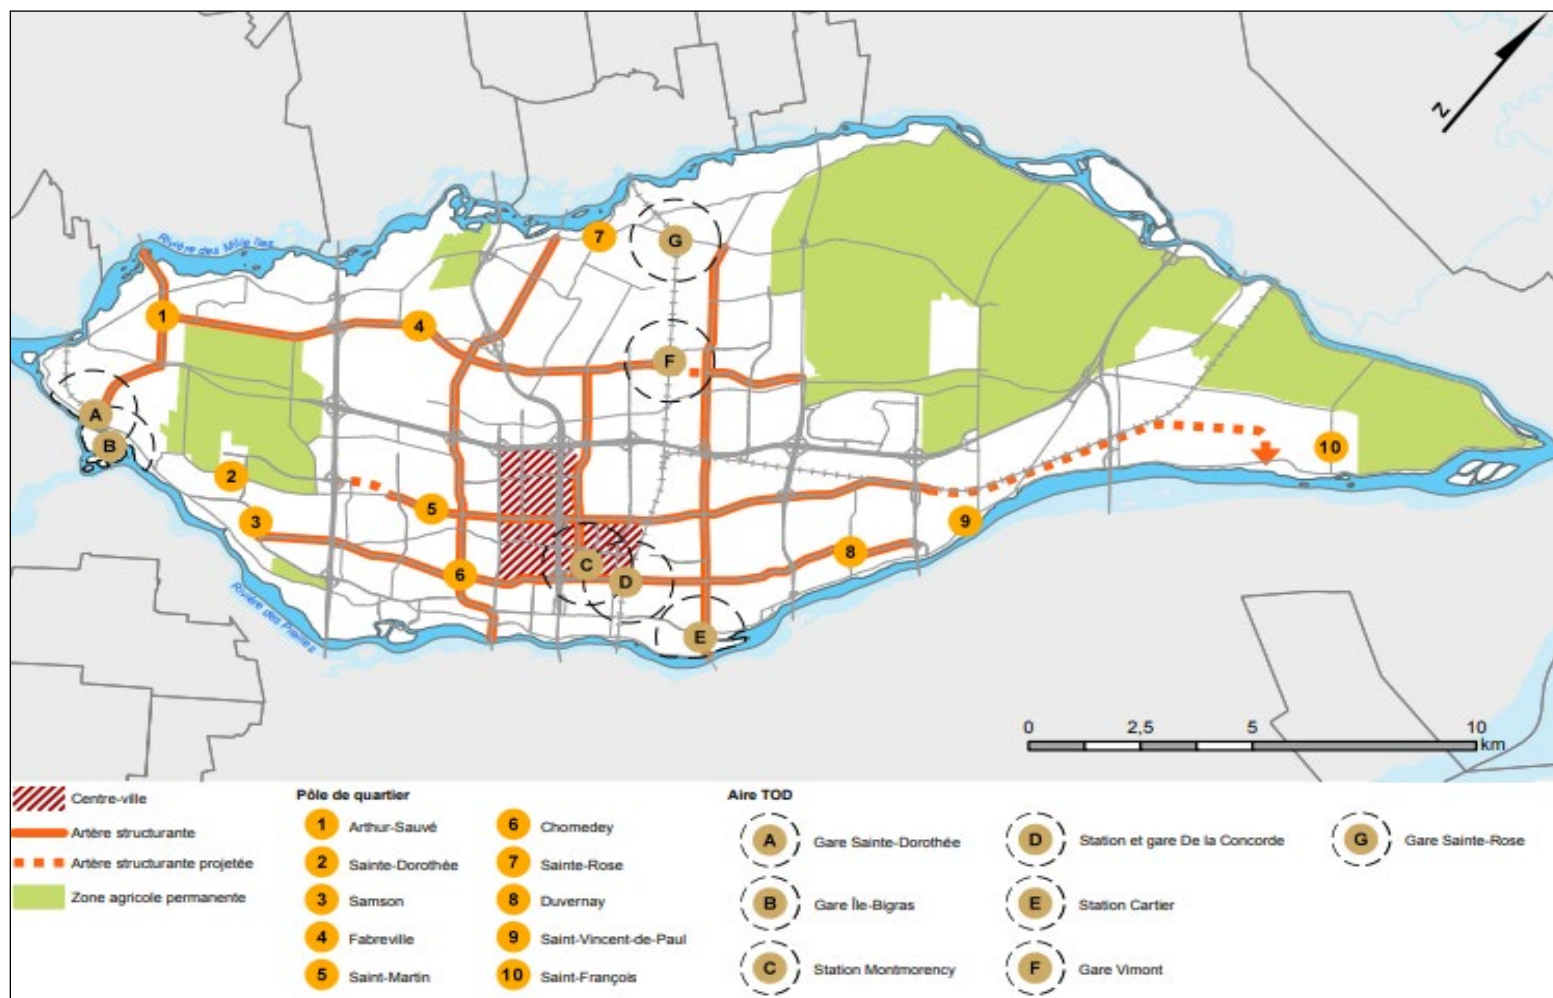 N
Rivière des Mille Îles
7
G
1
4
F
A
B
10
2
5
3
9
8
6
C
D
E
Rivière des Prairies
0 2,5 5 10
km
Centre-ville
Artère structurante
Artère structurante projetée
Zone agricole permanente
Pôle de quartier
1 Arthur-Sauvé
2 Sainte-Dorothée
3 Samson
4 Fabreville
5 Saint-Martin
6 Chomedey
7 Sainte-Rose
8 Duvernay
9 Saint-Vincent-de-Paul
10 Saint-François
Aire TOD
A Gare Sainte-Dorothée
B Gare Île-Bigras
C Station Montmorency
D Station et gare De la Concorde
E Station Cartier
F Gare Vimont
G Gare Sainte-Rose